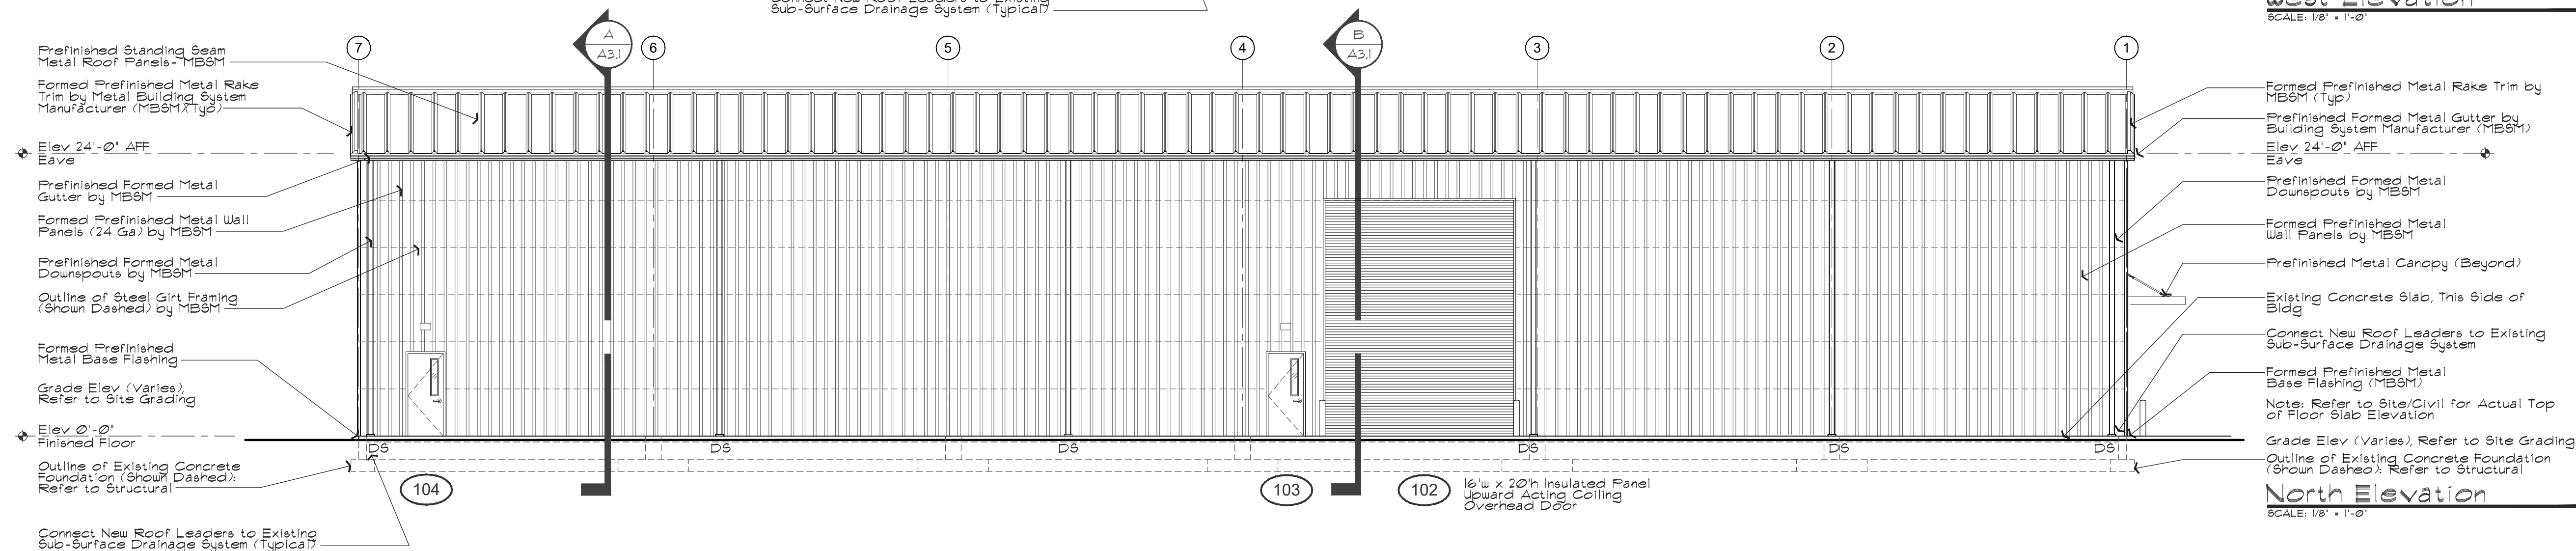 Connect New Roof Leaders to Existing
Sub-Surface Drainage System (Typical)
West Elevation
SCALE: 1/8" = 1'-0"
7
A
A3.1
6
5
4
B
A3.1
3
2
1
Prefinished Standing Seam
Metal Roof Panels- MBSM
Formed Prefinished Metal Rake
Trim by Metal Building System
Manufacturer (MBSM)(Typ)
Elev 24'-0" AFF
Eave
Prefinished Formed Metal
Gutter by MBSM
Formed Prefinished Metal Wall
Panels (24 Ga) by MBSM
Prefinished Formed Metal
Downspouts by MBSM
Outline of Steel Girt Framing
(Shown Dashed) by MBSM
Formed Prefinished
Metal Base Flashing
Grade Elev (Varies),
Refer to Site Grading
Elev 0'-0"
Finished Floor
Outline of Existing Concrete
Foundation (Shown Dashed):
Refer to Structural
Connect New Roof Leaders to Existing
Sub-Surface Drainage System (Typical)
DS
DS
DS
DS
DS
DS
104
103
102
16'w x 20'h Insulated Panel
Upward Acting Coiling
Overhead Door
Formed Prefinished Metal Rake Trim by
MBSM (Typ)
Prefinished Formed Metal Gutter by
Building System Manufacturer (MBSM)
Elev 24'-0" AFF
Eave
Prefinished Formed Metal
Downspouts by MBSM
Formed Prefinished Metal
Wall Panels by MBSM
Prefinished Metal Canopy (Beyond)
Existing Concrete Slab, This Side of
Bldg
Connect New Roof Leaders to Existing
Sub-Surface Drainage System
Formed Prefinished Metal
Base Flashing (MBSM)
Note: Refer to Site/Civil for Actual Top
of Floor Slab Elevation
Grade Elev (Varies), Refer to Site Grading
Outline of Existing Concrete Foundation
(Shown Dashed): Refer to Structural
North Elevation
SCALE: 1/8" = 1'-0"